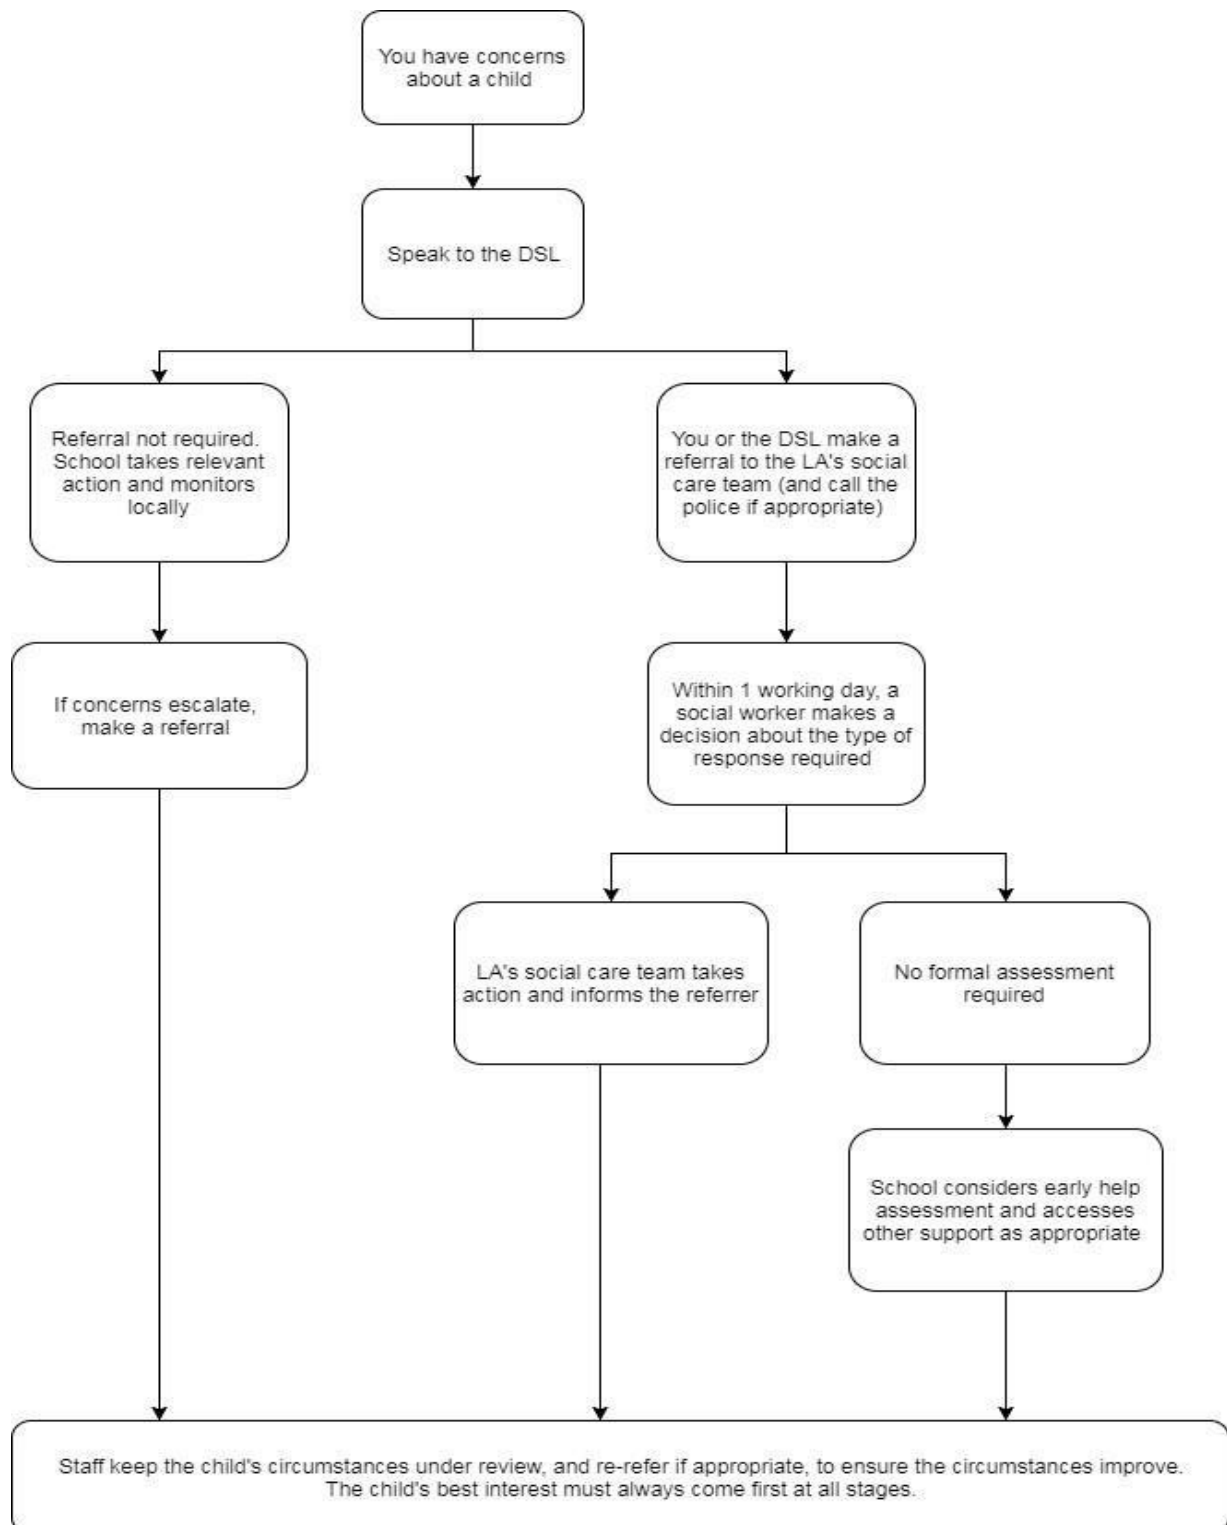 You have concerns
about a child
Speak to the DSL
Referral not required.
School takes relevant
action and monitors
locally
You or the DSL make a
referral to the LA's social
care team (and call the
police if appropriate)
If concerns escalate,
make a referral
Within 1 working day, a
social worker makes a
decision about the type of
response required
LA's social care team takes
action and informs the referrer
No formal assessment
required
School considers early help
assessment and accesses
other support as appropriate
Staff keep the child's circumstances under review, and re-refer if appropriate, to ensure the circumstances improve.
The child's best interest must always come first at all stages.